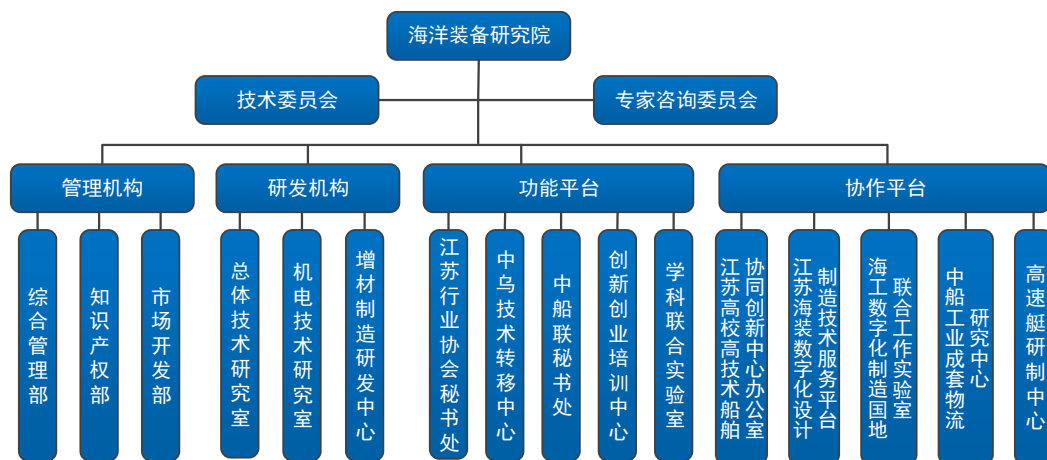 海洋装备研究院
技术委员会
专家咨询委员会
管理机构
研发机构
功能平台
协作平台
综合管理部
知识产权部
市场开发部
总体技术研究室
机电技术研究室
增材制造研发中心
江苏行业协会秘书处
中乌技术转移中心
中船联秘书处
创新创业培训中心
学科联合实验室
江苏高校高技术船舶
协同创新中心办公室
江苏海装数字化设计
制造技术服务平台
海工数字化制造国地
联合工作实验室
中船工业成套物流
研究中心
高速艇研制中心